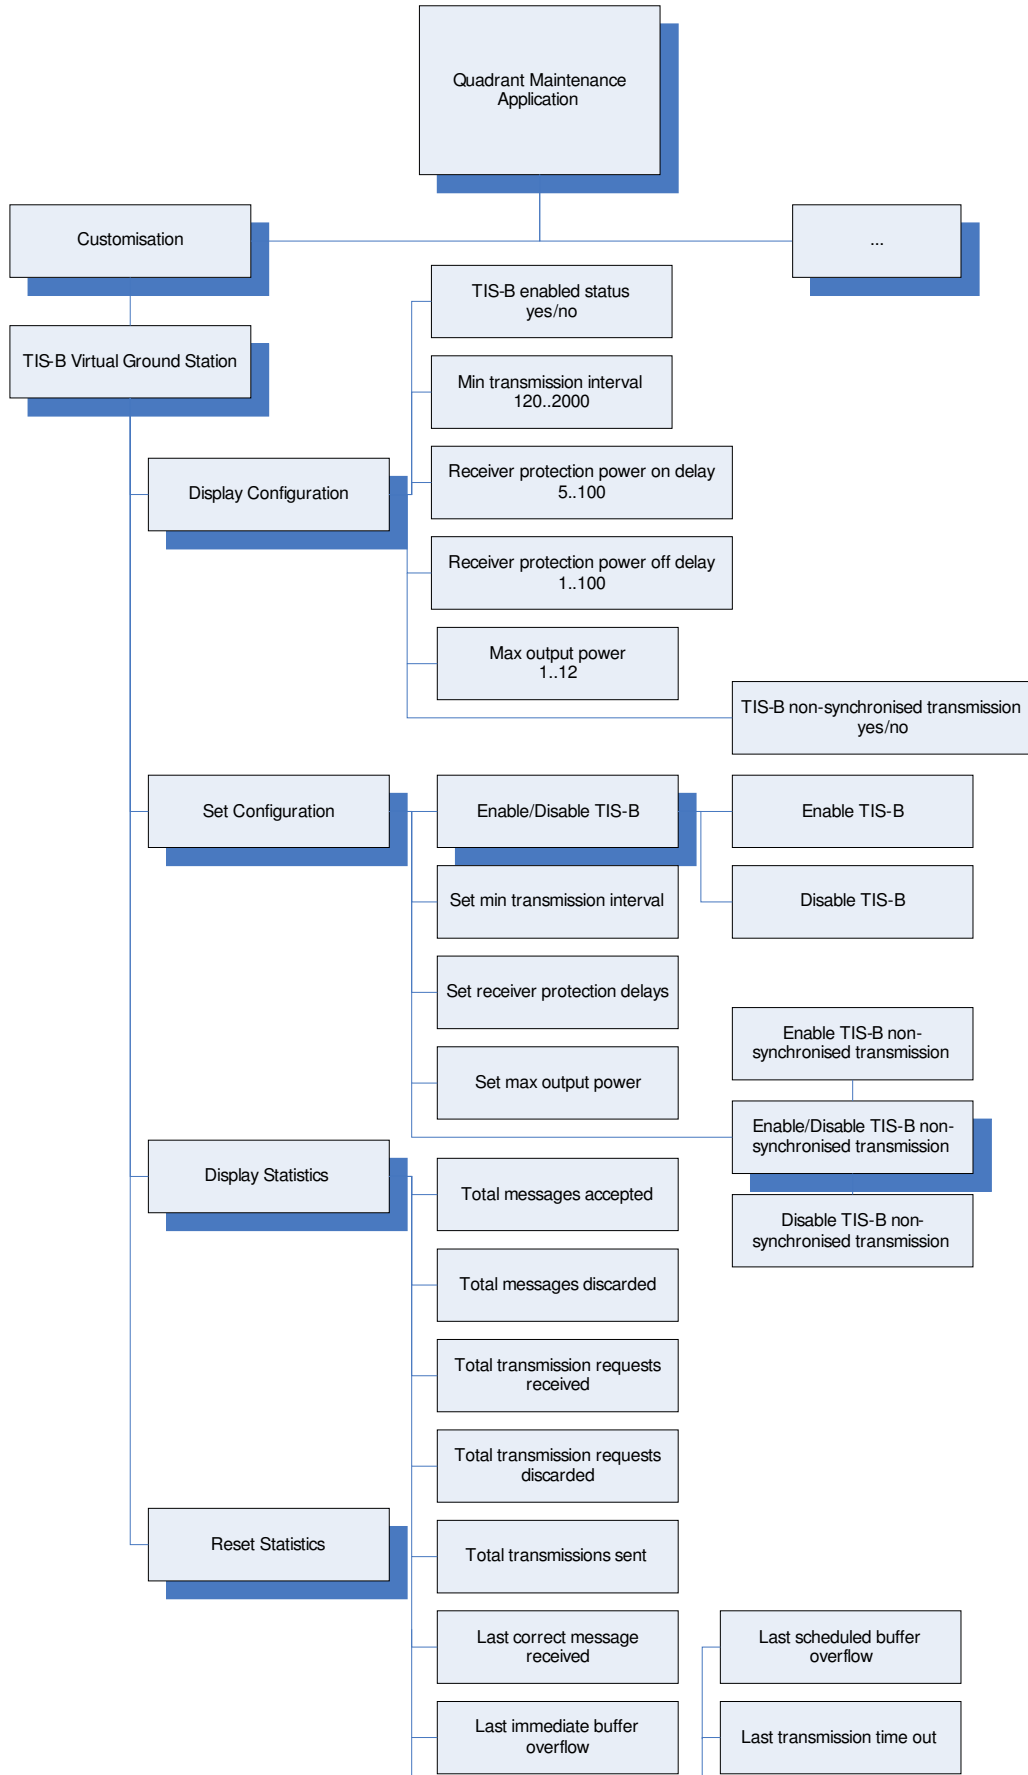 Quadrant Maintenance
Application
Customisation
...
TIS-B enabled status
yes/no
TIS-B Virtual Ground Station
Min transmission interval
120..2000
Display Configuration
Receiver protection power on delay
5..100
Receiver protection power off delay
1..100
Max output power
1..12
TIS-B non-synchronised transmission
yes/no
Set Configuration
Enable/Disable TIS-B
Enable TIS-B
Set min transmission interval
Disable TIS-B
Set receiver protection delays
Enable TIS-B non-
synchronised transmission
Set max output power
Enable/Disable TIS-B non-
synchronised transmission
Display Statistics
Total messages accepted
Disable TIS-B non-
synchronised transmission
Total messages discarded
Total transmission requests
received
Total transmission requests
discarded
Reset Statistics
Total transmissions sent
Last correct message
received
Last scheduled buffer
overflow
Last immediate buffer
overflow
Last transmission time out